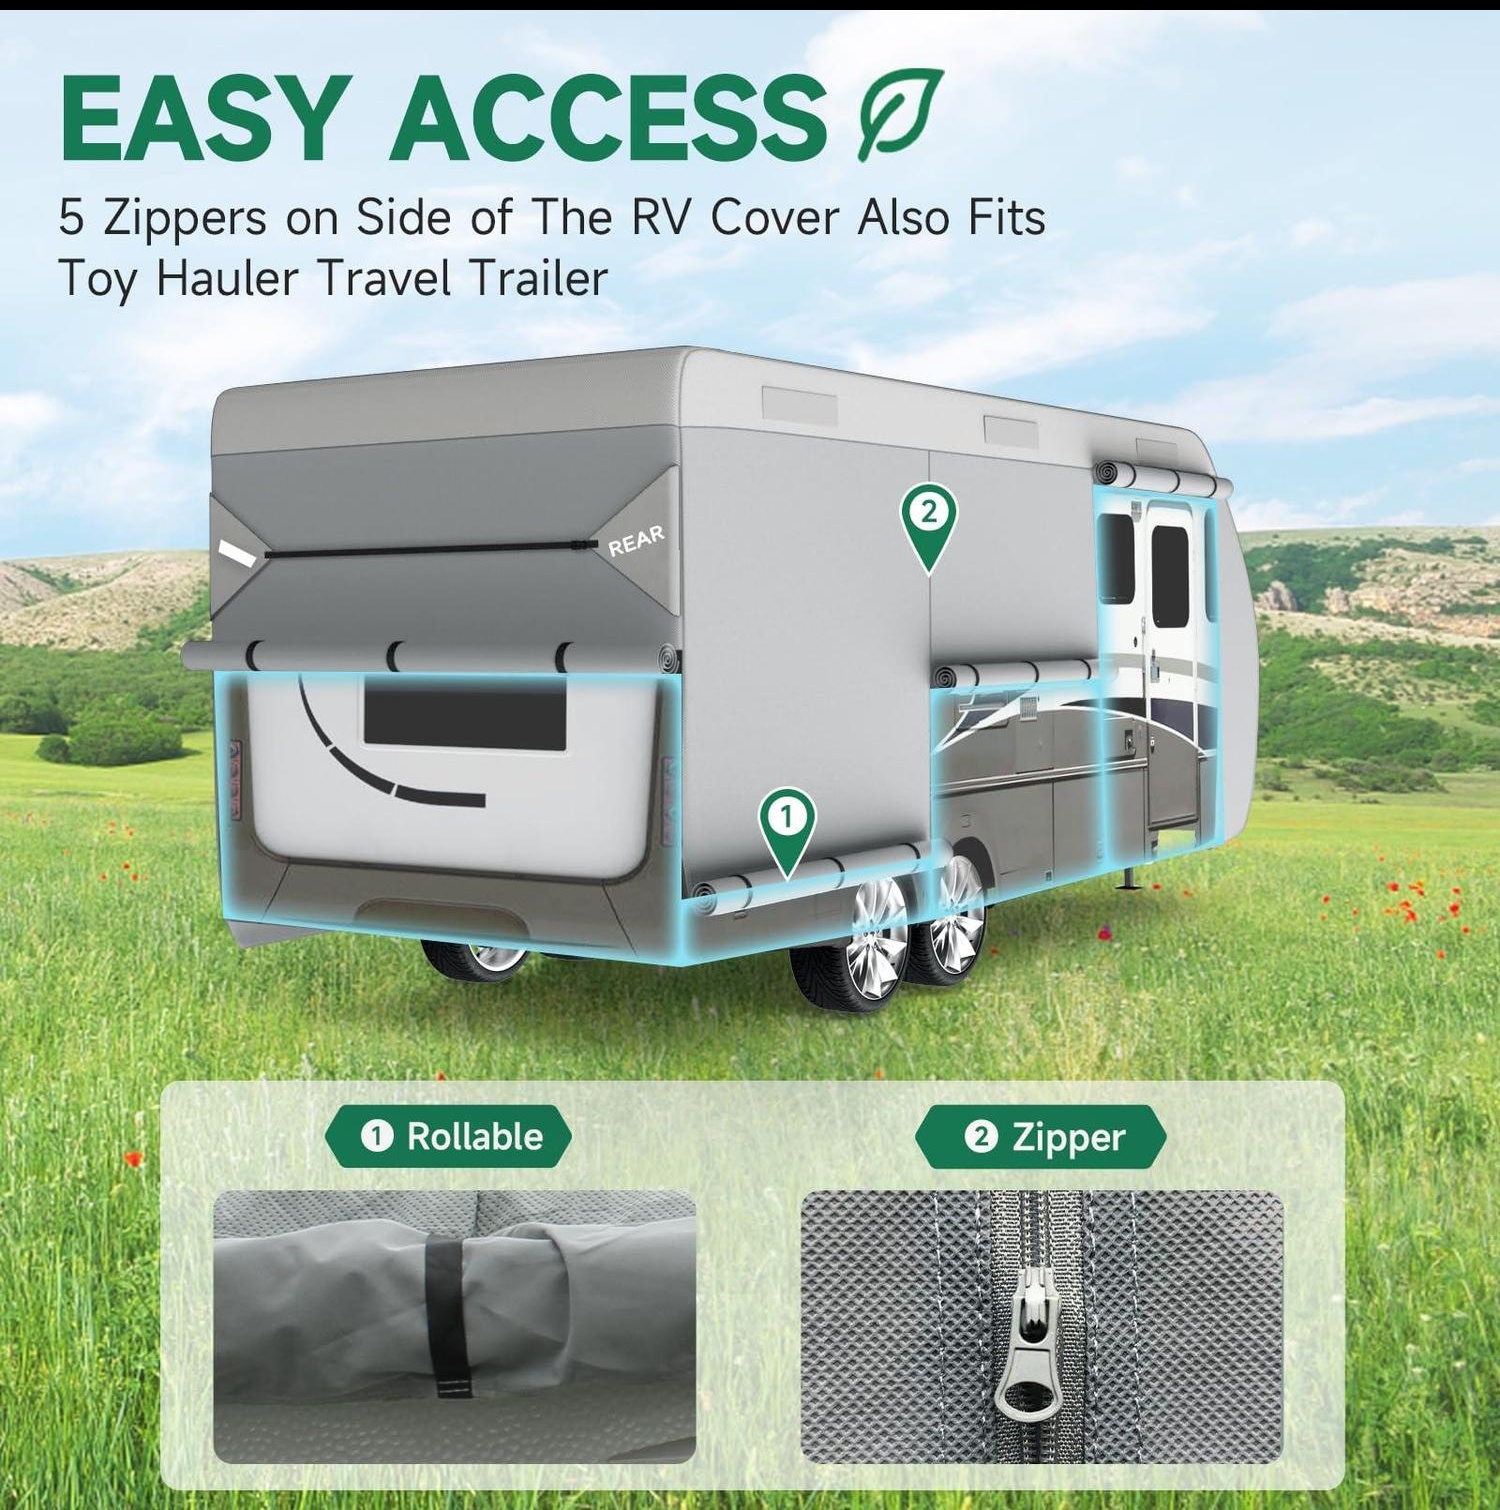 EASY ACCESS
5 Zippers on Side of The RV Cover Also Fits
Toy Hauler Travel Trailer
REAR
2
1
1 Rollable
2 Zipper